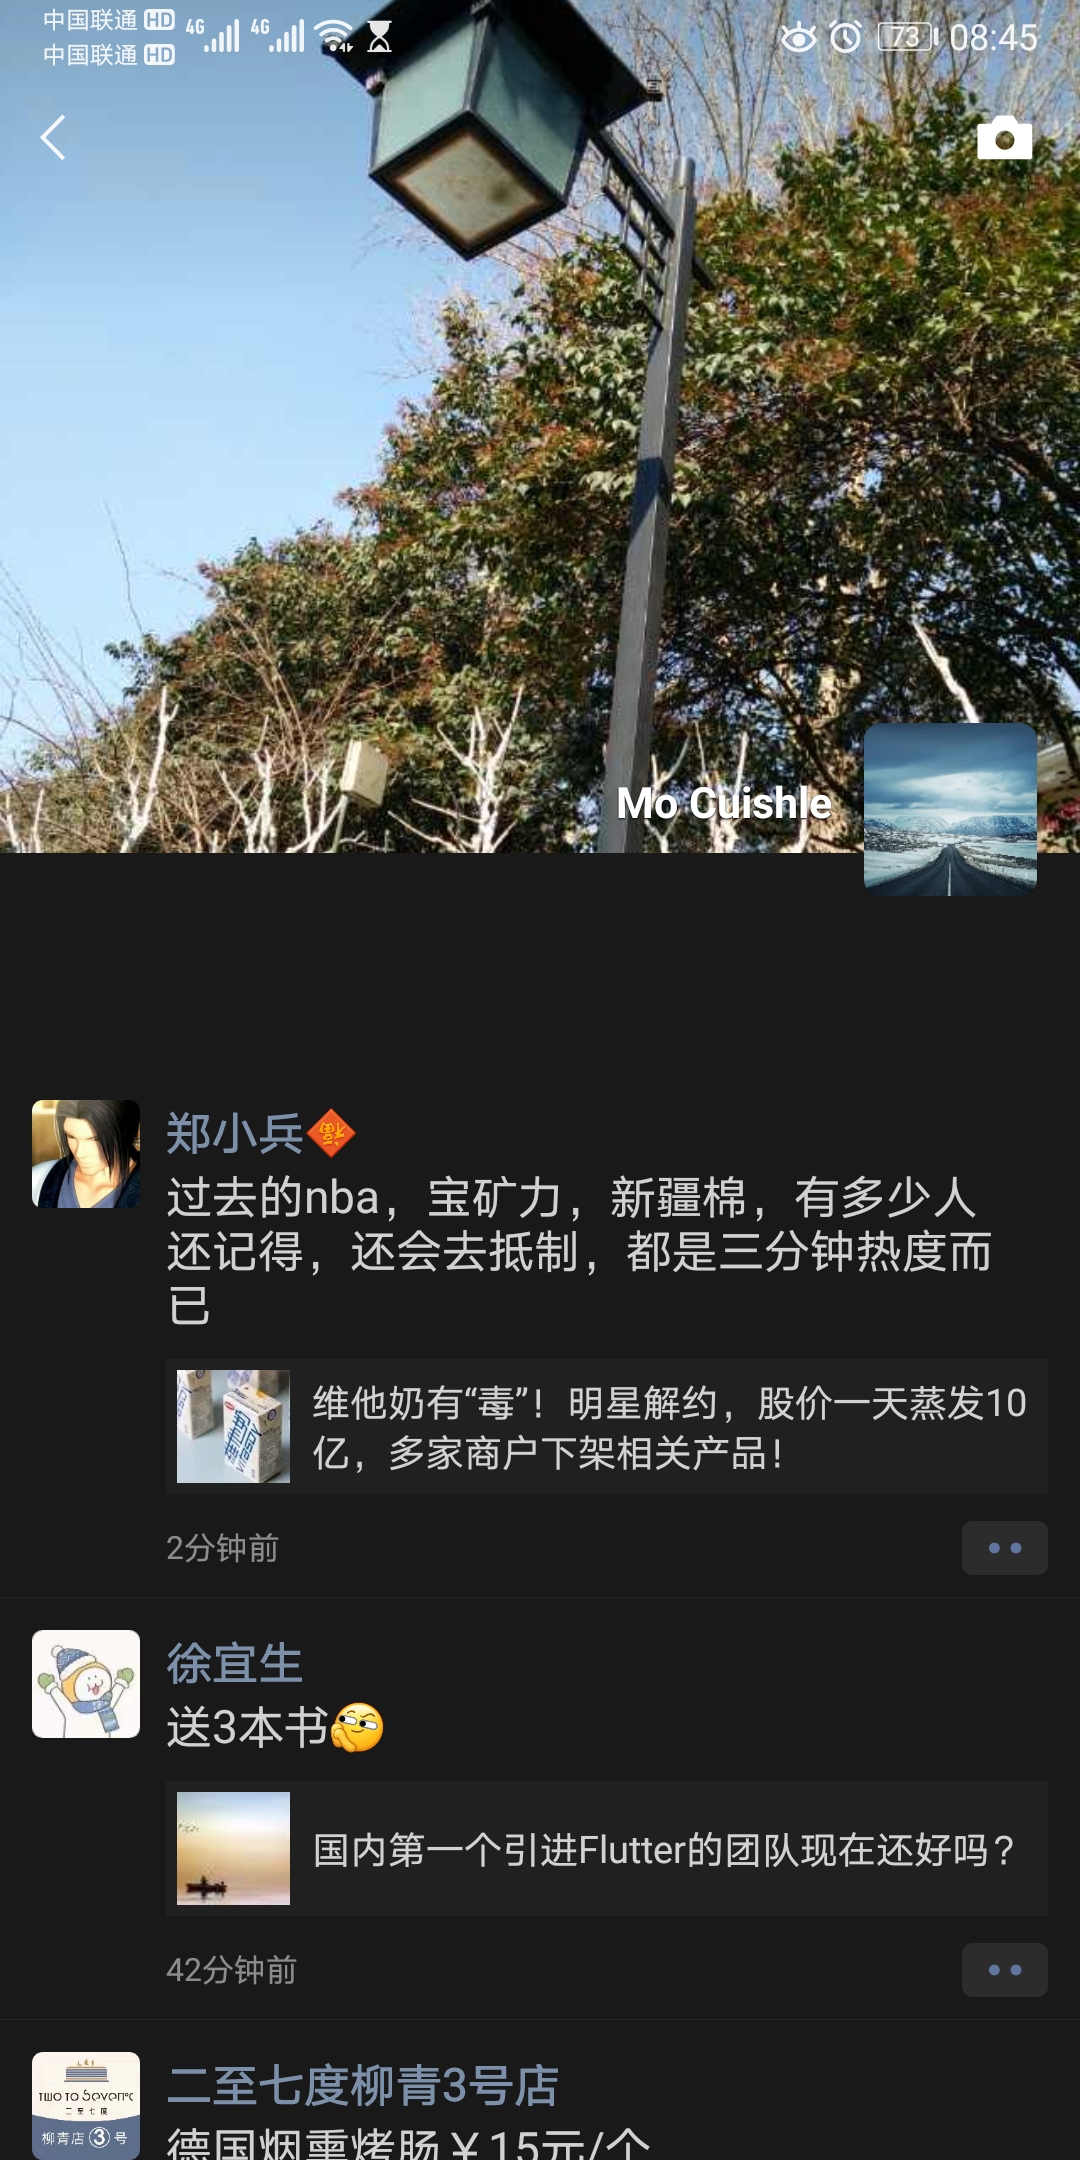 中国联通 HD
中国联通 HD
4G
4G
73
08:45
Mo Cuishle
郑小兵
福
过去的nba，宝矿力，新疆棉，有多少人
还记得，还会去抵制，都是三分钟热度而
已
维他奶有“毒”！明星解约，股价一天蒸发10
亿，多家商户下架相关产品！
2分钟前
徐宜生
送3本书
国内第一个引进Flutter的团队现在还好吗？
42分钟前
TWO TO Seven°C
二至七度
柳青店 3 号
二至七度柳青3号店
德国烟熏烤肠￥15元/个